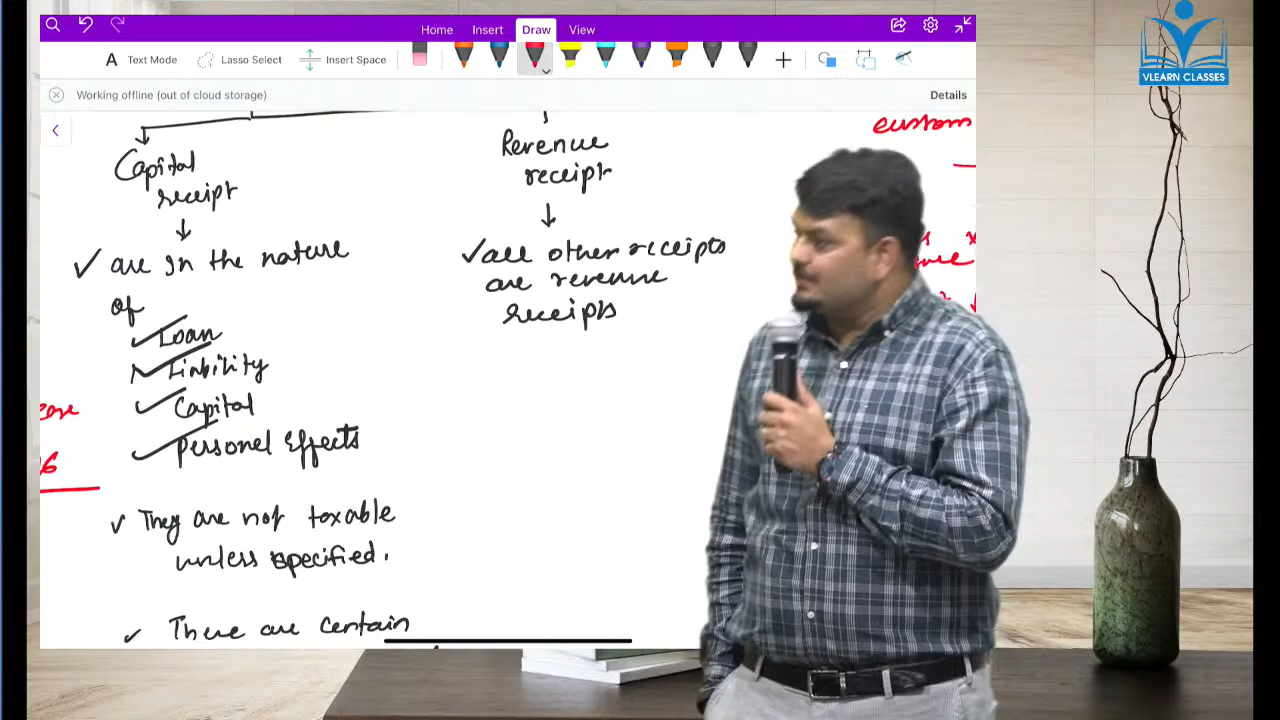 Home Insert Draw View
VLEARN CLASSES
Text Mode Lasso Select Insert Space
Working offline (out of cloud storage) Details
custom
Capital
receipt
Revenue
receipt
are in the nature
of
Loan
Liability
Capital
Personel Effects
all other receipts
are revenue
receipts
They are not taxable
unless specified.
There are certain